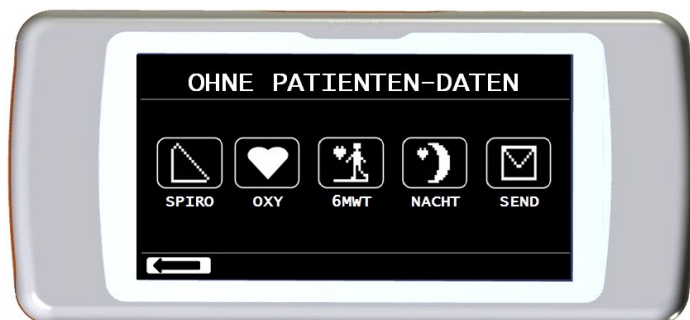 OHNE PATIENTEN-DATEN
SPIRO OXY 6MWT NACHT SEND